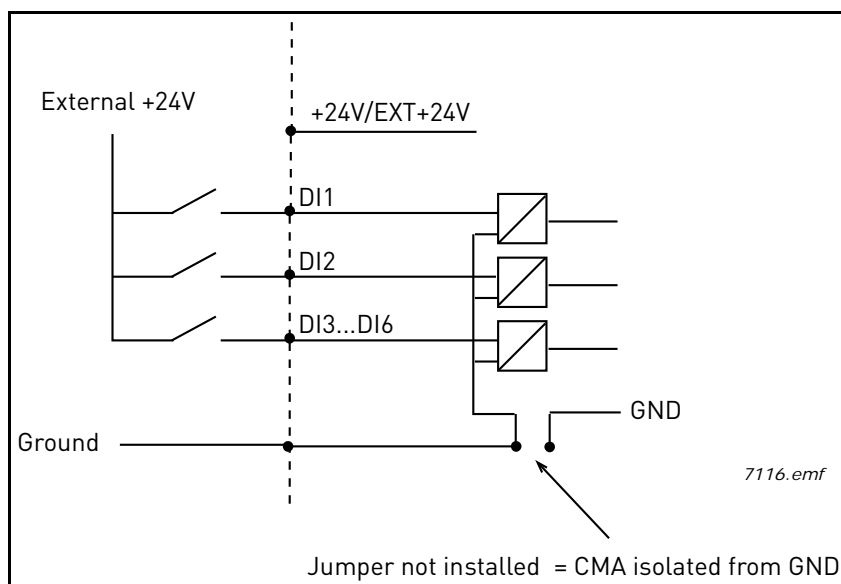 External +24V
+24V/EXT+24V
DI1
DI2
DI3...DI6
GND
Ground
7116.emf
Jumper not installed = CMA isolated from GND